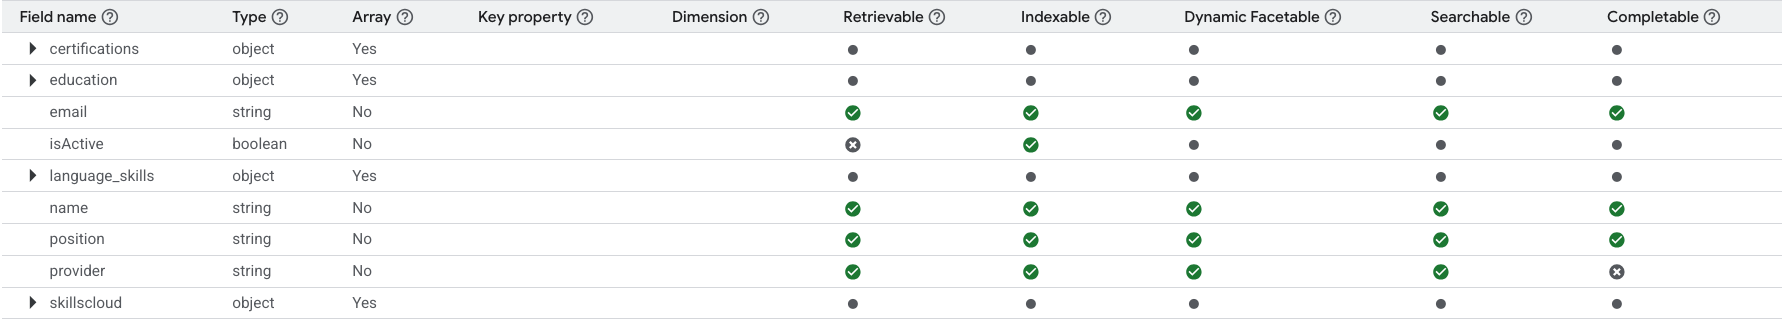 Field name Type Array Key property Dimension Retrievable Indexable Dynamic Facetable Searchable Completable
certifications object Yes
education object Yes
email string No
isActive boolean No
language_skills object Yes
name string No
position string No
provider string No
skillscloud object Yes